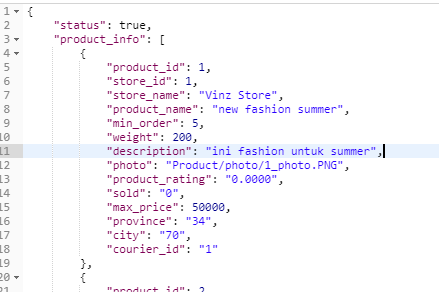 1 {
2 "status": true,
3 "product_info": [
4 {
5 "product_id": 1,
6 "store_id": 1,
7 "store_name": "Vinz Store",
8 "product_name": "new fashion summer",
9 "min_order": 5,
10 "weight": 200,
11 "description": "ini fashion untuk summer",
12 "photo": "Product/photo/1_photo.PNG",
13 "product_rating": "0.0000",
14 "sold": "0",
15 "max_price": 50000,
16 "province": "34",
17 "city": "70",
18 "courier_id": "1"
19 },
20 {
21 "product_id": 2,